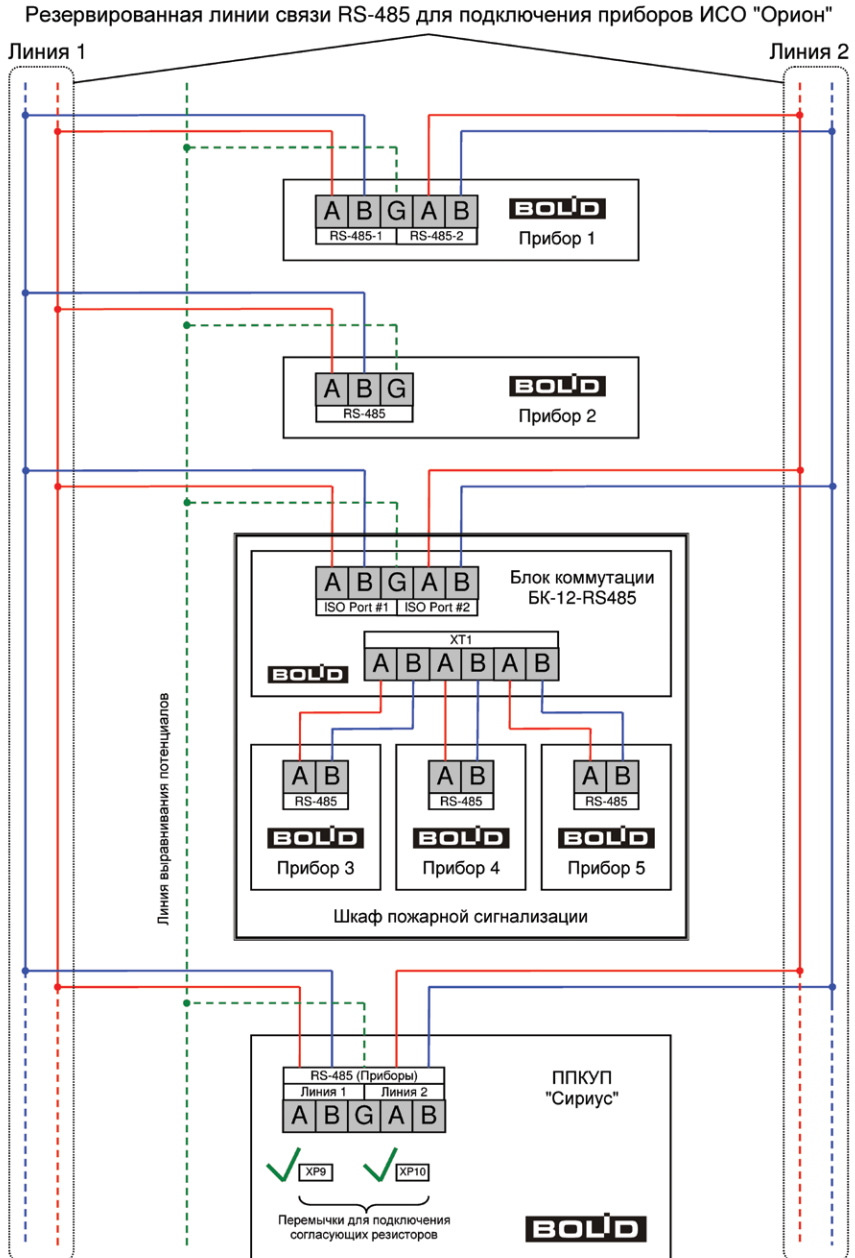 Резервированная линии связи RS-485 для подключения приборов ИСО "Орион"
Линия 1
Линия 2
A B G A B
RS-485-1 RS-485-2
BOLID
Прибор 1
A B G
RS-485
BOLID
Прибор 2
A B G A B
ISO Port #1 ISO Port #2
Блок коммутации
БК-12-RS485
XT1
A B A B A B
BOLID
A B
RS-485
BOLID
Прибор 3
A B
RS-485
BOLID
Прибор 4
A B
RS-485
BOLID
Прибор 5
Шкаф пожарной сигнализации
Линия выравнивания потенциалов
RS-485 (Приборы)
Линия 1 Линия 2
A B G A B
ППКУП
"Сириус"
XP9
XP10
Перемычки для подключения
согласующих резисторов
BOLID